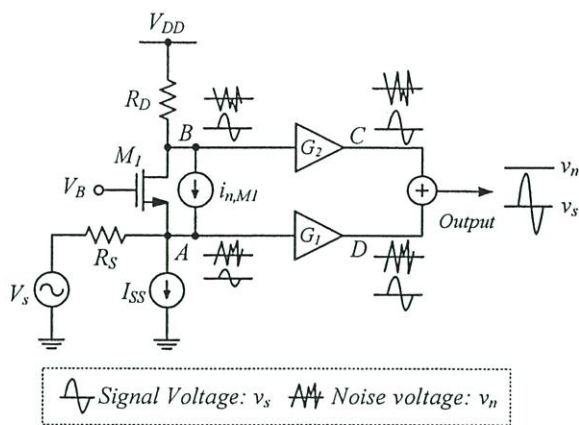 V_DD
R_D
B
C
G_2
M_1
V_B
i_n,M1
v_n
v_s
Output
A
G_1
D
R_S
V_s
I_SS
Signal Voltage: v_s Noise voltage: v_n